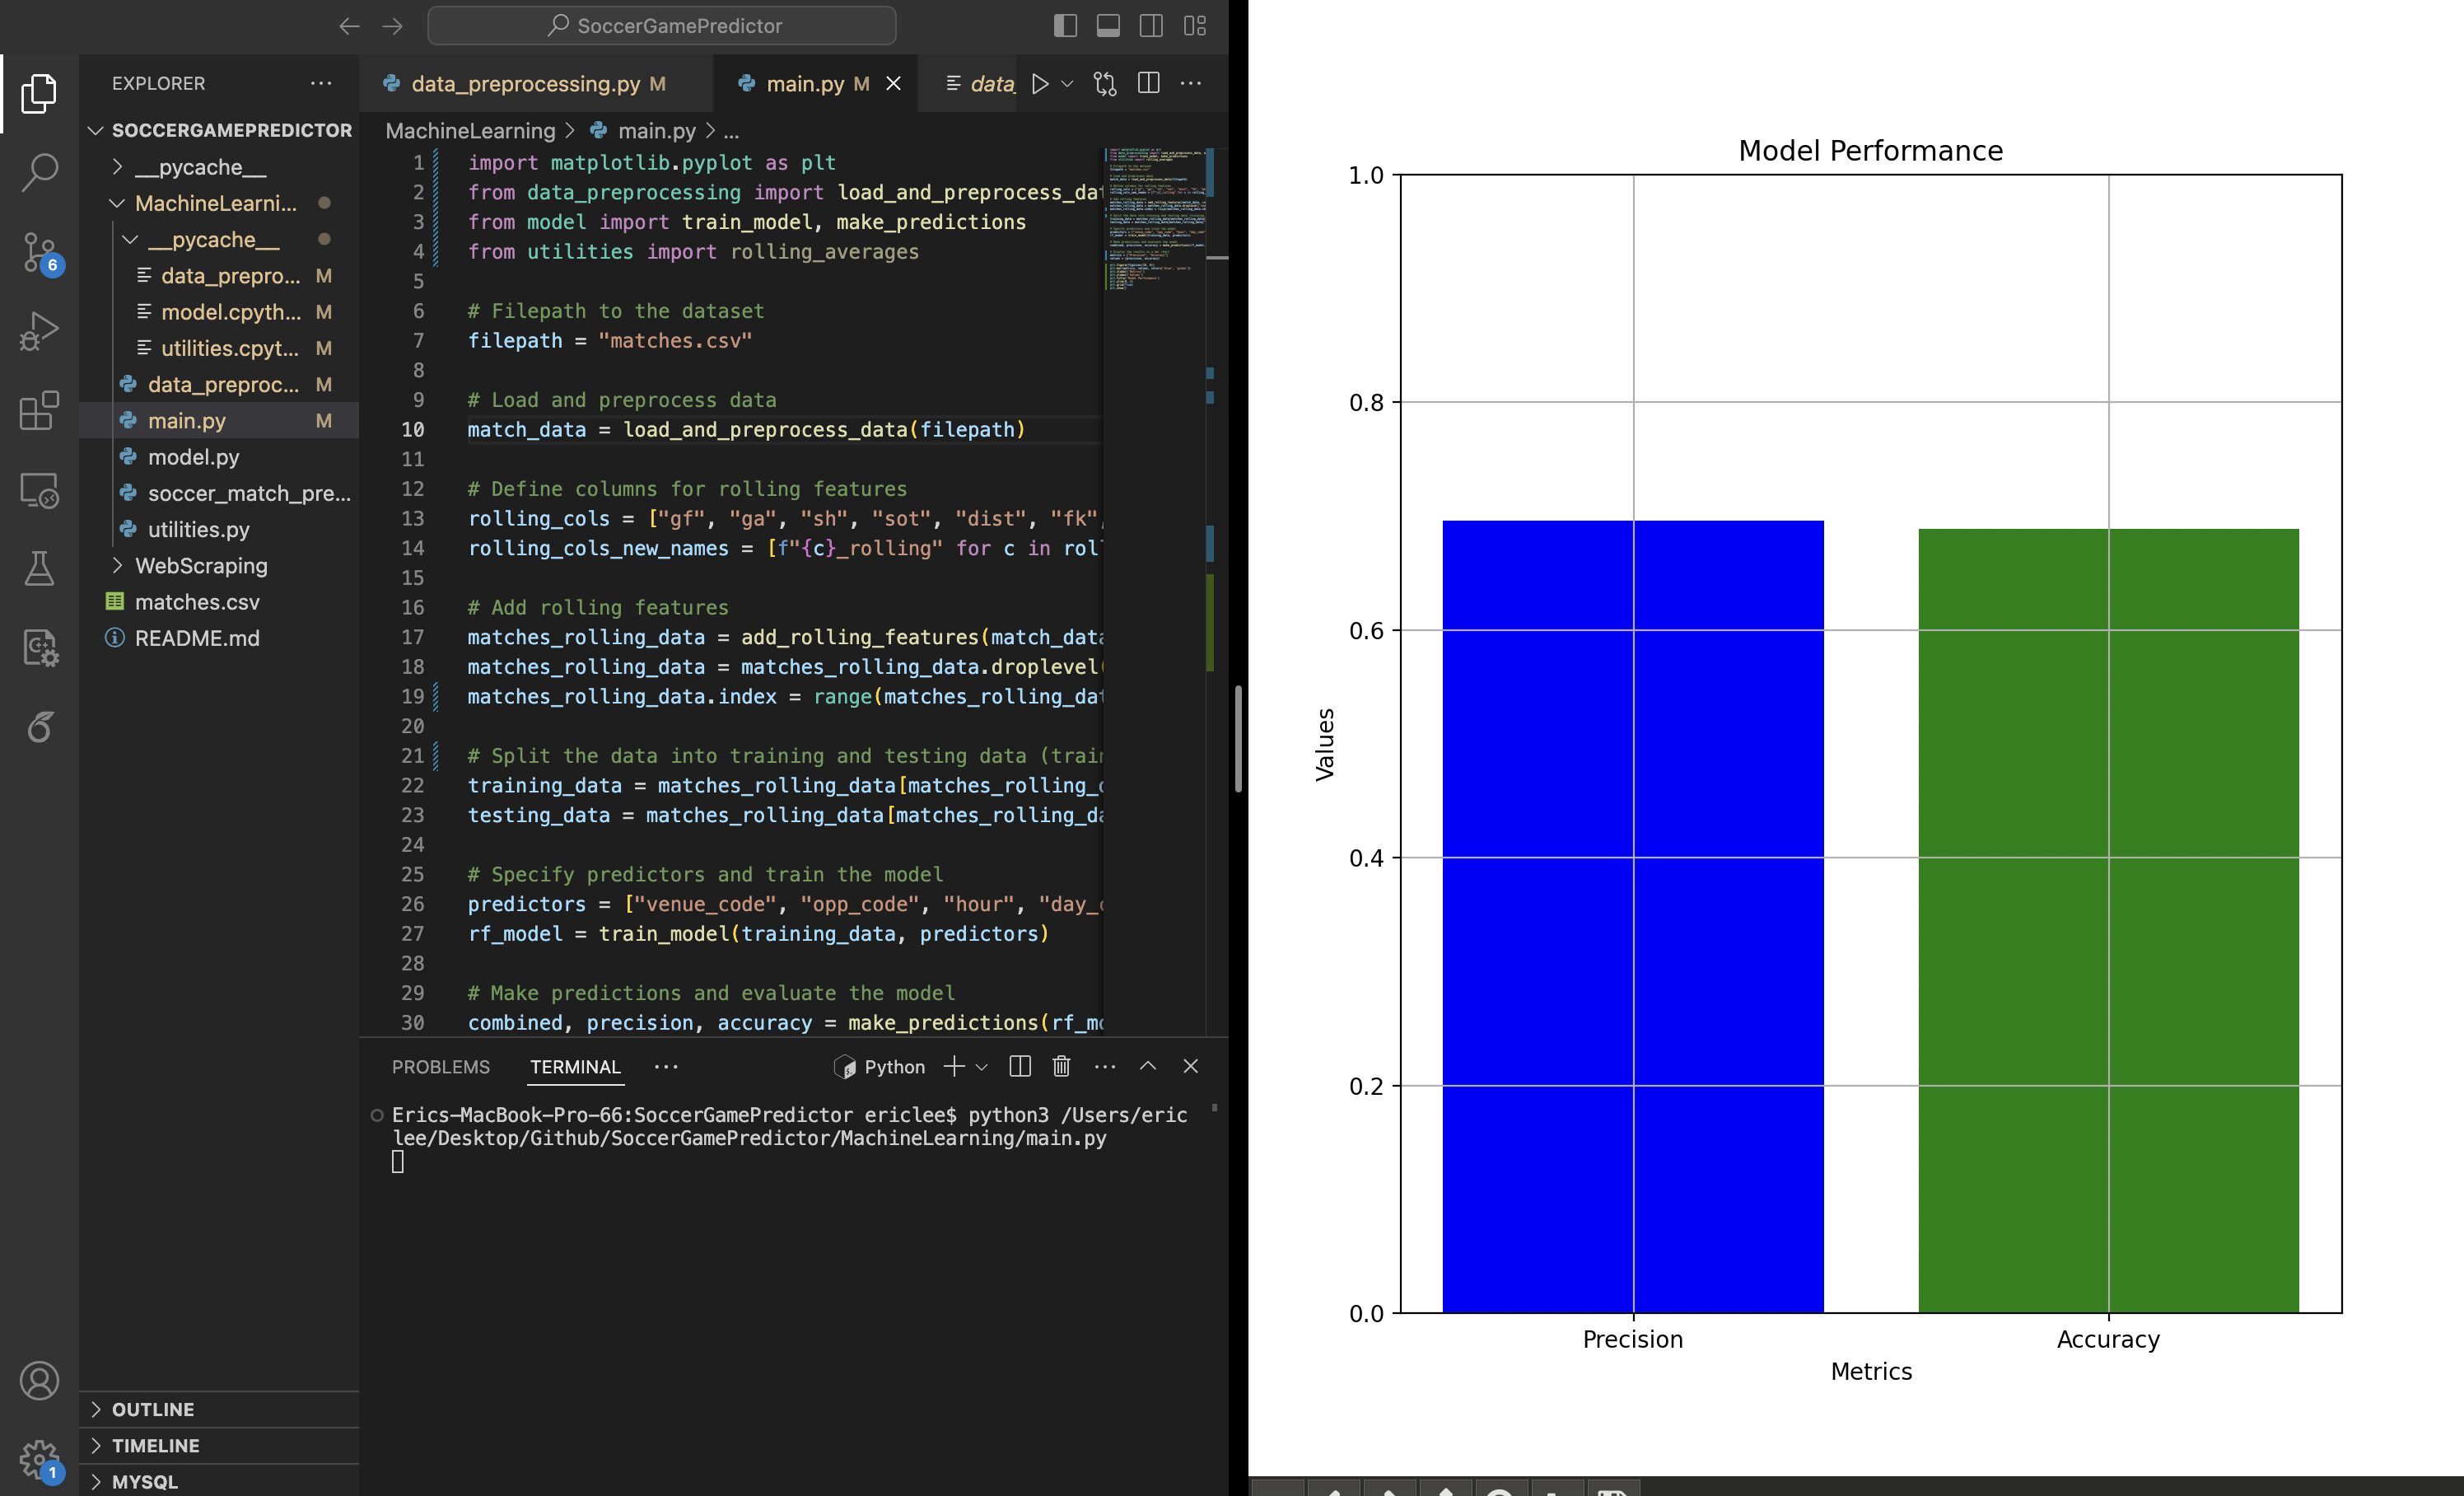 SoccerGamePredictor
EXPLORER
SOCCERGAMEPREDICTOR
__pycache__
MachineLearni...
__pycache__
data_prepro... M
model.cpyth... M
utilities.cpyt... M
data_preproc... M
main.py M
model.py
soccer_match_pre...
utilities.py
WebScraping
matches.csv
README.md
OUTLINE
TIMELINE
MYSQL
6
1
data_preprocessing.py M
main.py M
data_
MachineLearning > main.py > ...
1 import matplotlib.pyplot as plt
2 from data_preprocessing import load_and_preprocess_dat
3 from model import train_model, make_predictions
4 from utilities import rolling_averages
5
6 # Filepath to the dataset
7 filepath = "matches.csv"
8
9 # Load and preprocess data
10 match_data = load_and_preprocess_data(filepath)
11
12 # Define columns for rolling features
13 rolling_cols = ["gf", "ga", "sh", "sot", "dist", "fk",
14 rolling_cols_new_names = [f"{c}_rolling" for c in roll
15
16 # Add rolling features
17 matches_rolling_data = add_rolling_features(match_data
18 matches_rolling_data = matches_rolling_data.droplevel(
19 matches_rolling_data.index = range(matches_rolling_dat
20
21 # Split the data into training and testing data (train
22 training_data = matches_rolling_data[matches_rolling_d
23 testing_data = matches_rolling_data[matches_rolling_da
24
25 # Specify predictors and train the model
26 predictors = ["venue_code", "opp_code", "hour", "day_c
27 rf_model = train_model(training_data, predictors)
28
29 # Make predictions and evaluate the model
30 combined, precision, accuracy = make_predictions(rf_mo
PROBLEMS TERMINAL Python
Erics-MacBook-Pro-66:SoccerGamePredictor ericlee$ python3 /Users/eric
lee/Desktop/Github/SoccerGamePredictor/MachineLearning/main.py
Model Performance
1.0
0.8
0.6
0.4
0.2
0.0
Values
Precision Accuracy
Metrics